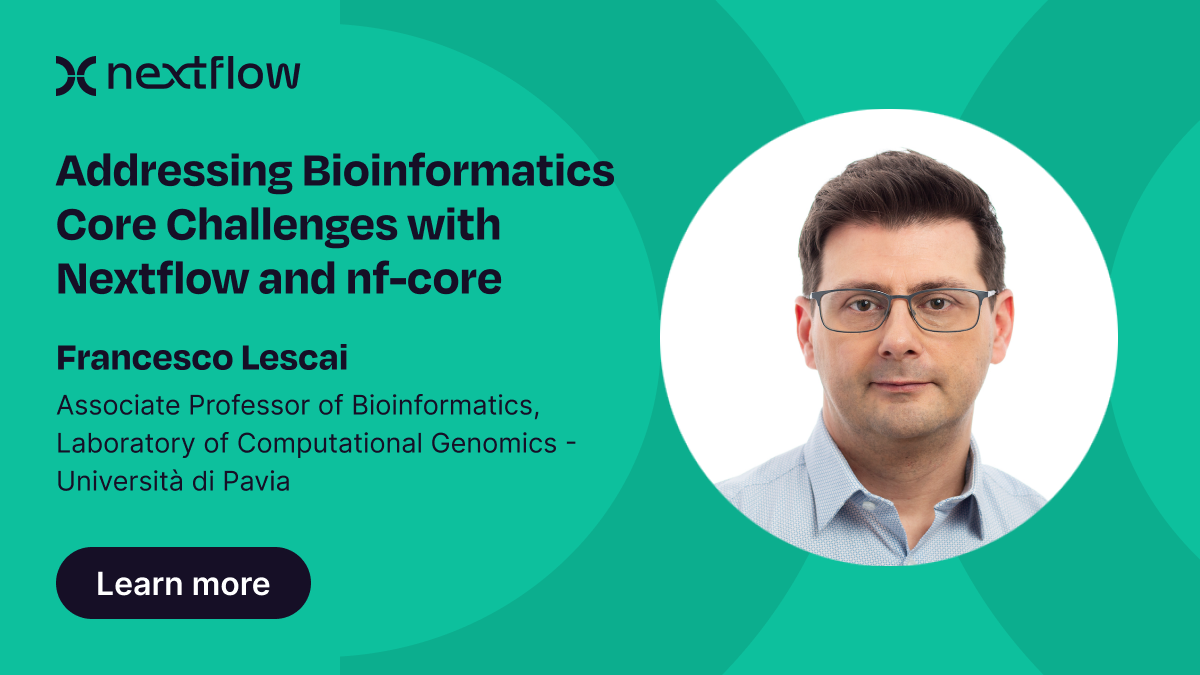 nextflow
Addressing Bioinformatics
Core Challenges with
Nextflow and nf-core
Francesco Lescai
Associate Professor of Bioinformatics,
Laboratory of Computational Genomics -
Università di Pavia
Learn more